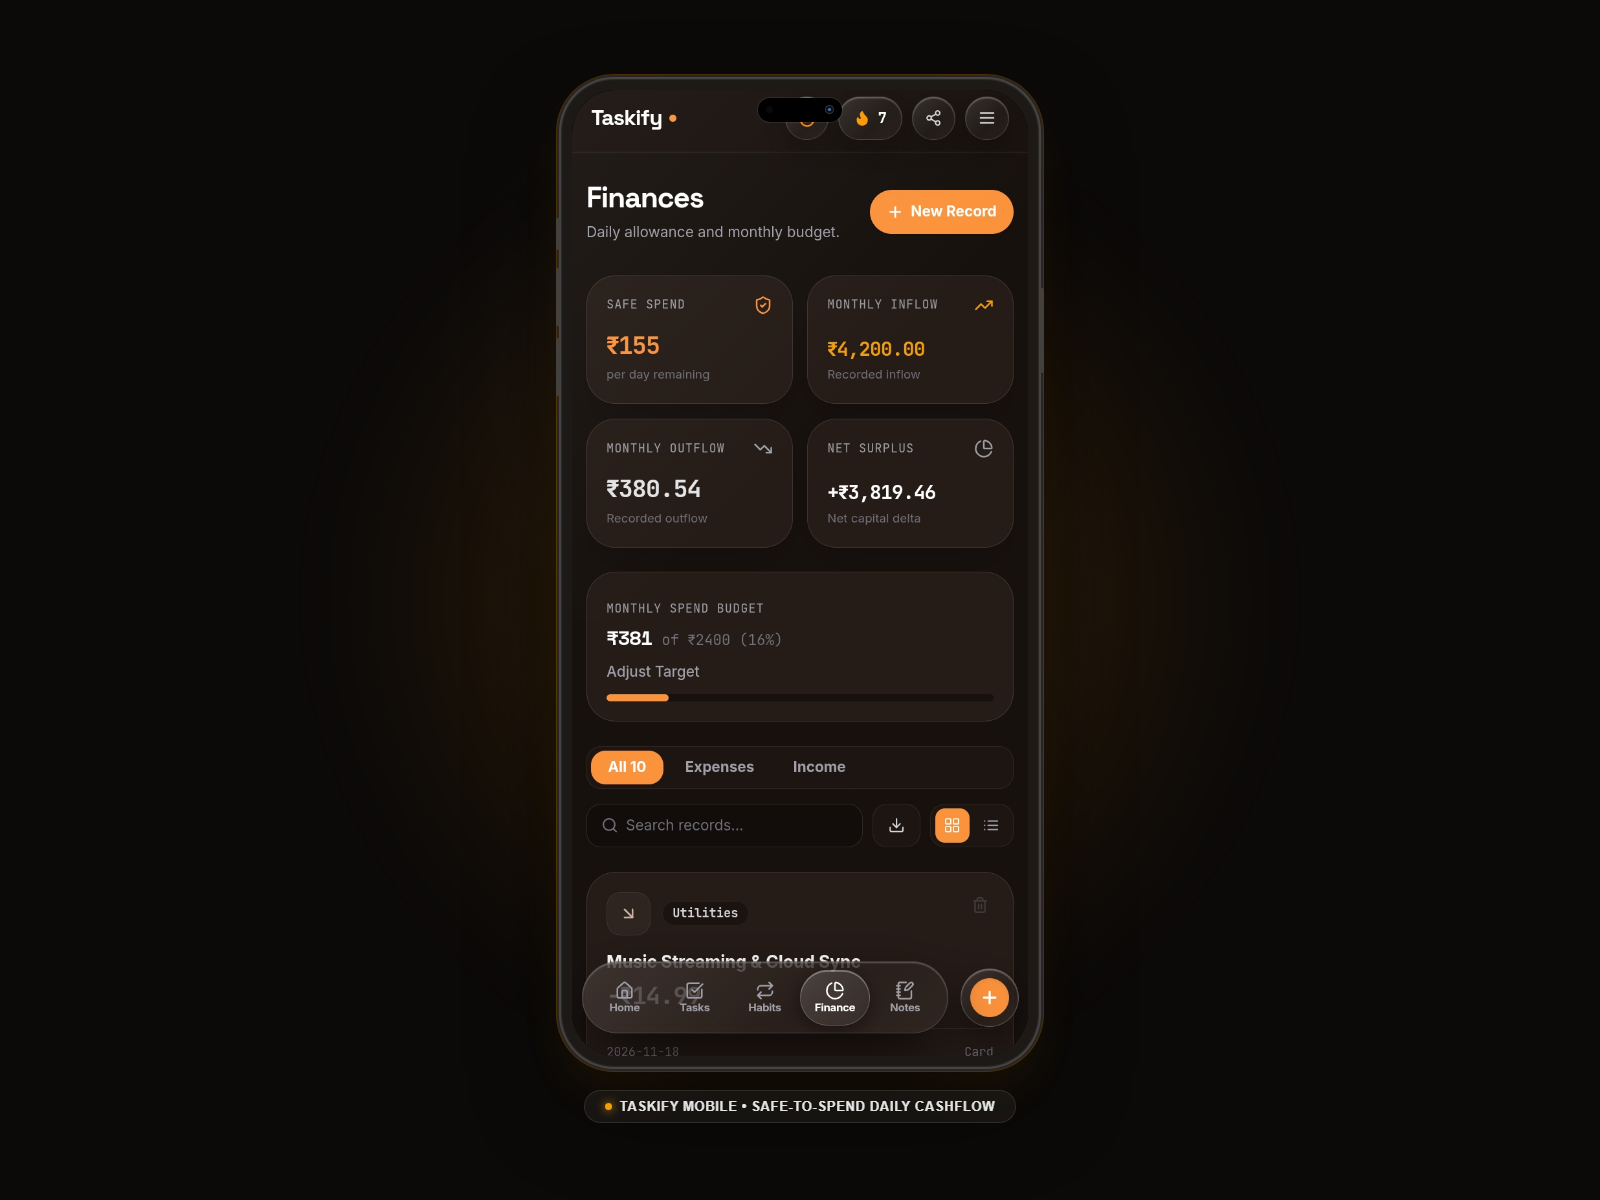 Taskify
7
Finances
Daily allowance and monthly budget.
+ New Record
SAFE SPEND
₹155
per day remaining
MONTHLY INFLOW
₹4,200.00
Recorded inflow
MONTHLY OUTFLOW
₹380.54
Recorded outflow
NET SURPLUS
+₹3,819.46
Net capital delta
MONTHLY SPEND BUDGET
₹381 of ₹2400 (16%)
Adjust Target
All 10 Expenses Income
Search records...
Utilities
Music Streaming & Cloud Sync
Home Tasks Habits Finance Notes
2026-11-18 Card
TASKIFY MOBILE • SAFE-TO-SPEND DAILY CASHFLOW